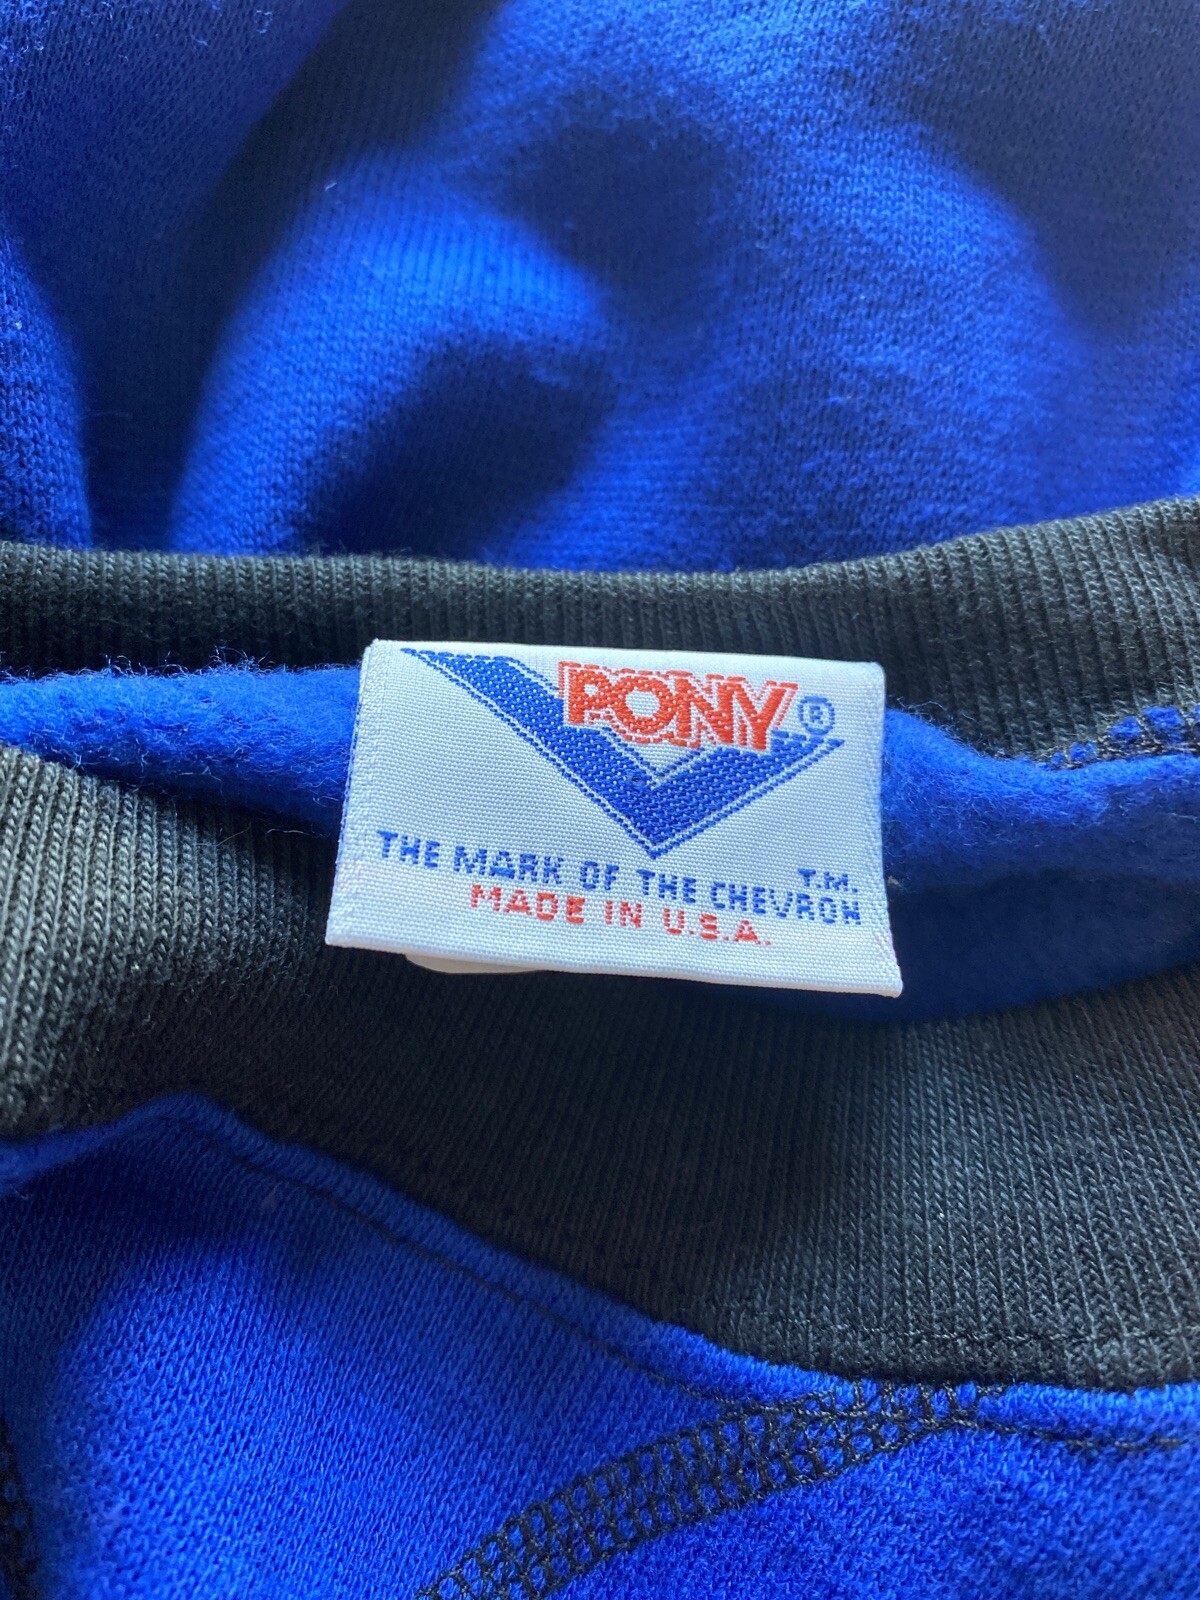 PONY ®
T.M.
THE MARK OF THE CHEVRON
MADE IN U.S.A.